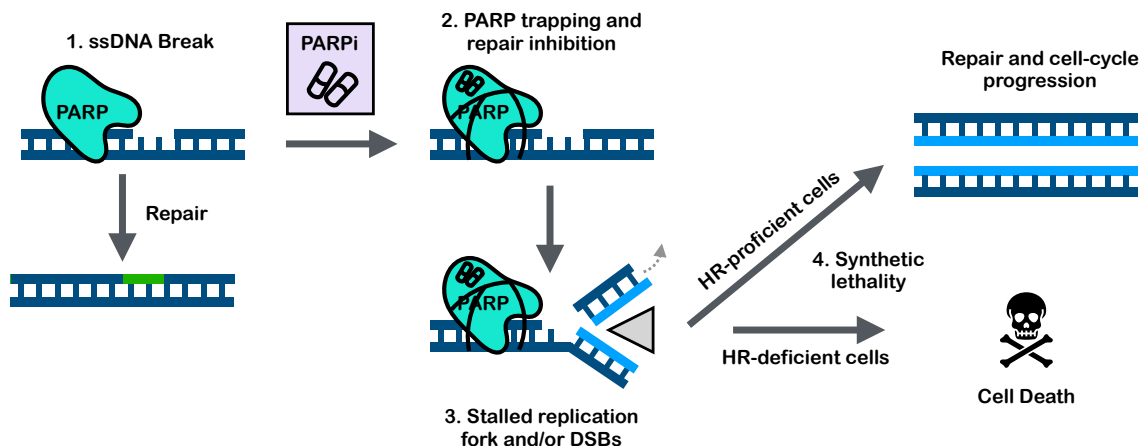 1. ssDNA Break
PARP
Repair
PARPi
2. PARP trapping and
repair inhibition
PARP
PARP
3. Stalled replication
fork and/or DSBs
HR-proficient cells
4. Synthetic
lethality
HR-deficient cells
Repair and cell-cycle
progression
Cell Death